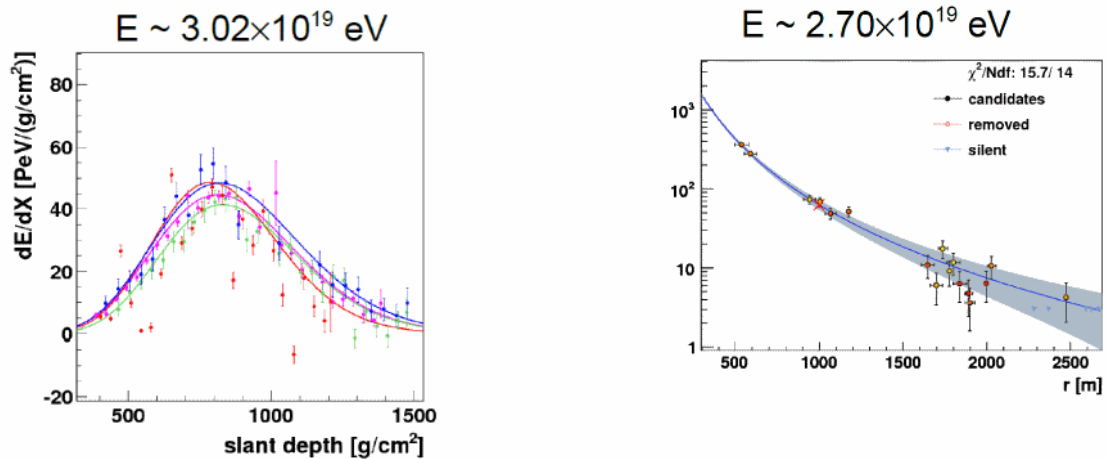 E ~ 3.02×10¹⁹ eV
dE/dX [PeV/(g/cm²)]
80
60
40
20
0
-20
500
1000
1500
slant depth [g/cm²]
E ~ 2.70×10¹⁹ eV
χ²/Ndf: 15.7/ 14
candidates
removed
silent
10³
10²
10
1
500
1000
1500
2000
2500
r [m]